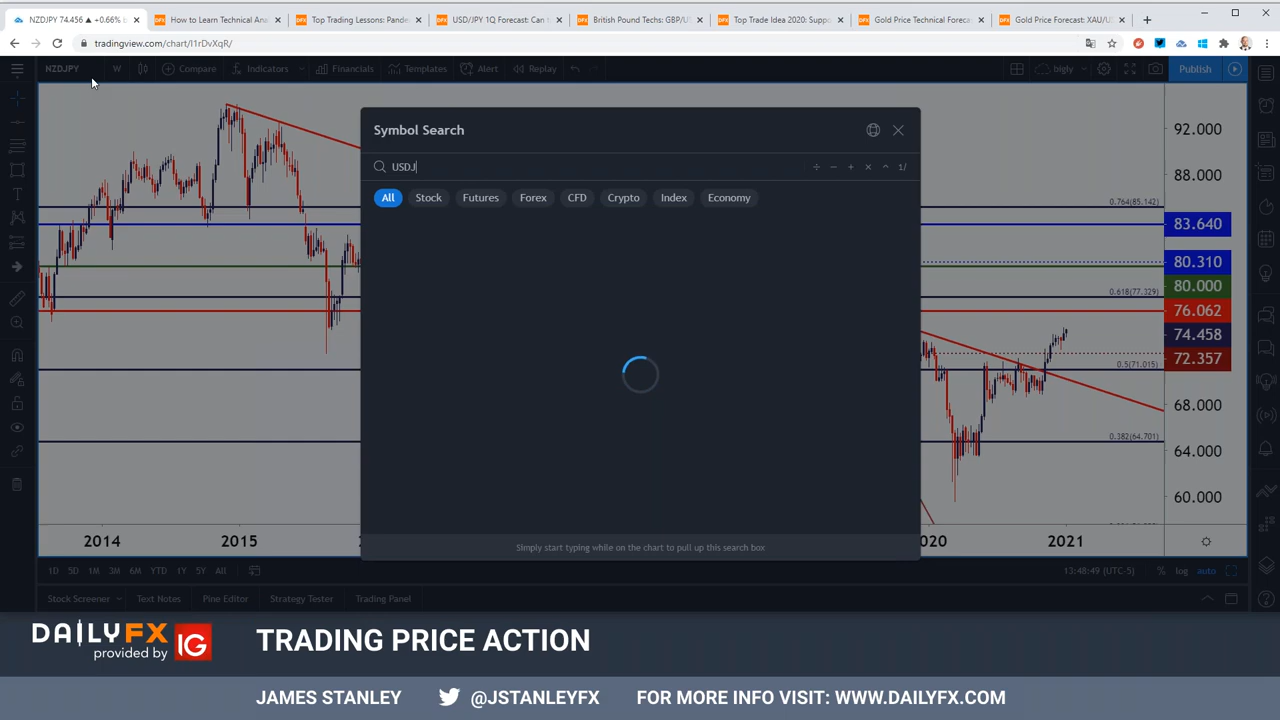 NZDJPY 74.456 ▲ +0.66% b
How to Learn Technical An
Top Trading Lessons: Pande
USD/JPY 1Q Forecast: Can t
British Pound Techs: GBP/U
Top Trade Idea 2020: Suppo
Gold Price Technical Foreca
Gold Price Forecast: XAU/U
tradingview.com/chart/l1rDvXqR/
NZDJPY W Compare Indicators Financials Templates Alert Replay bigly Publish
Symbol Search
USDJ
÷ − + × ^ 1/
All Stock Futures Forex CFD Crypto Index Economy
Simply start typing while on the chart to pull up this search box
92.000
88.000
0.764(85.142)
83.640
80.310
80.000
0.618(77.329)
76.062
74.458
72.357
0.5(71.015)
68.000
0.382(64.701)
64.000
60.000
2014 2015 2020 2021
1D 5D 1M 3M 6M YTD 1Y 5Y All 13:48:49 (UTC-5) % log auto
Stock Screener Text Notes Pine Editor Strategy Tester Trading Panel
DAILYFX
provided by IG
TRADING PRICE ACTION
JAMES STANLEY @JSTANLEYFX FOR MORE INFO VISIT: WWW.DAILYFX.COM